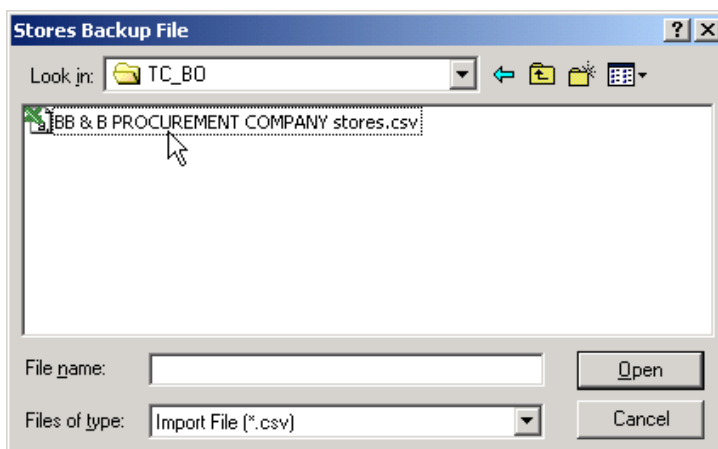 Stores Backup File
Look in: TC_BO
BB & B PROCUREMENT COMPANY stores.csv
File name: Open
Files of type: Import File (*.csv) Cancel